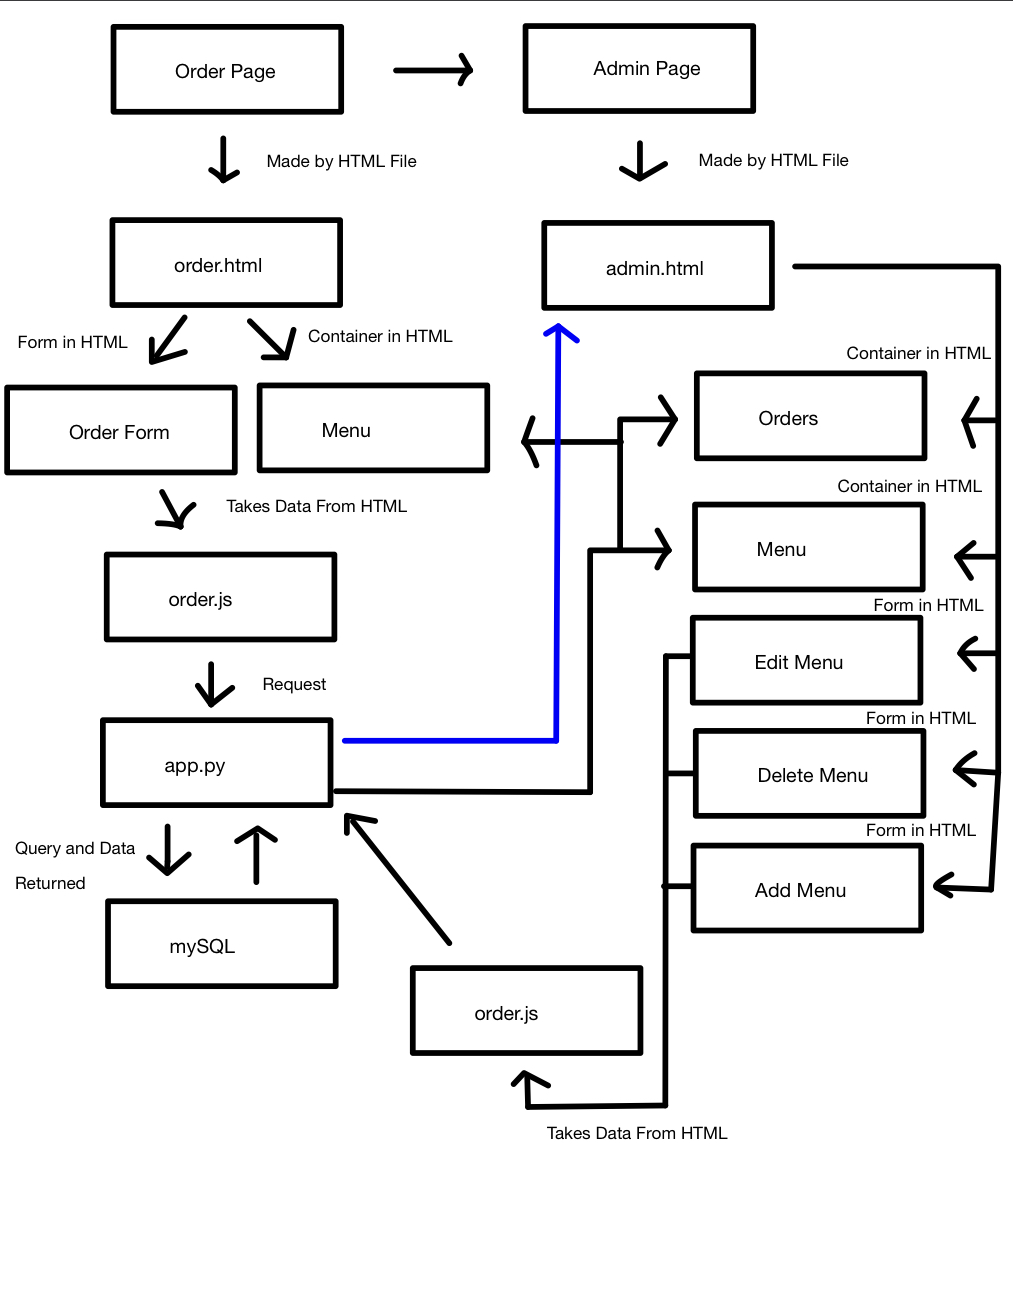 Order Page
Admin Page
Made by HTML File
Made by HTML File
order.html
admin.html
Form in HTML
Container in HTML
Container in HTML
Order Form
Menu
Orders
Container in HTML
Takes Data From HTML
Menu
order.js
Form in HTML
Edit Menu
Request
Form in HTML
app.py
Delete Menu
Form in HTML
Query and Data
Returned
Add Menu
mySQL
order.js
Takes Data From HTML